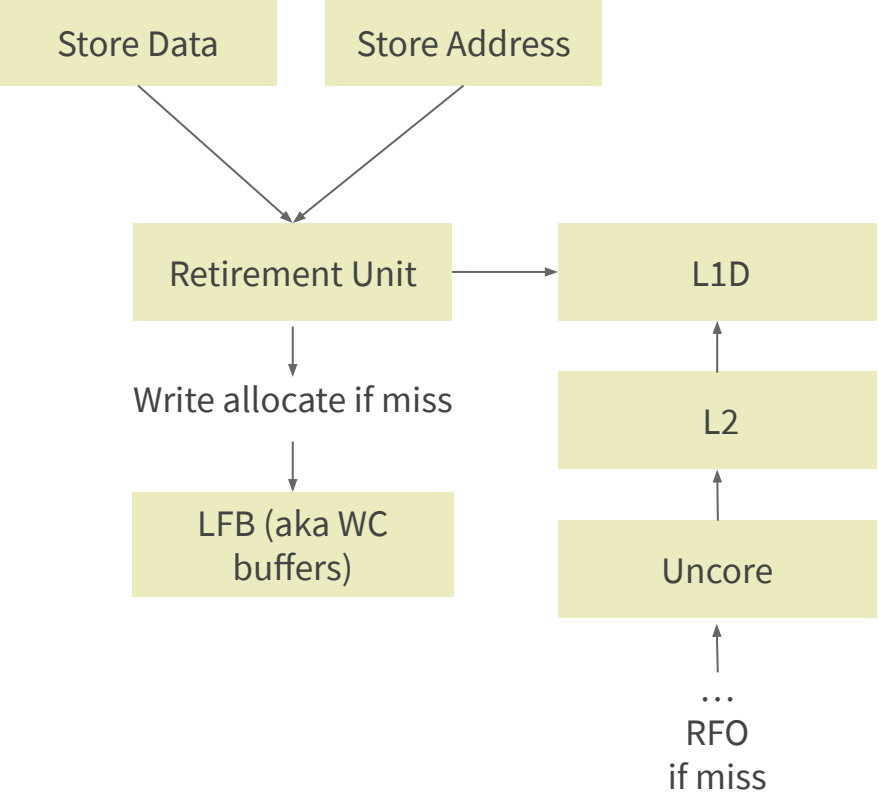 Store Data
Store Address
Retirement Unit
L1D
Write allocate if miss
L2
LFB (aka WC
buffers)
Uncore
…
RFO
if miss